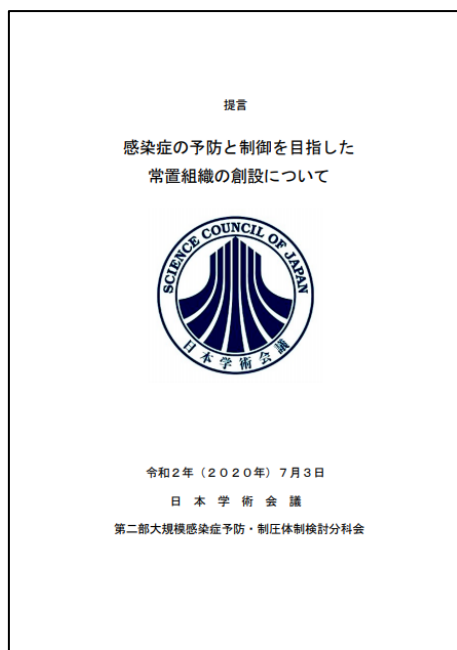 提言
感染症の予防と制御を目指した
常置組織の創設について
SCIENCE COUNCIL OF JAPAN
日本学術会議
令和２年（２０２０年）７月３日
日 本 学 術 会 議
第二部大規模感染症予防・制圧体制検討分科会